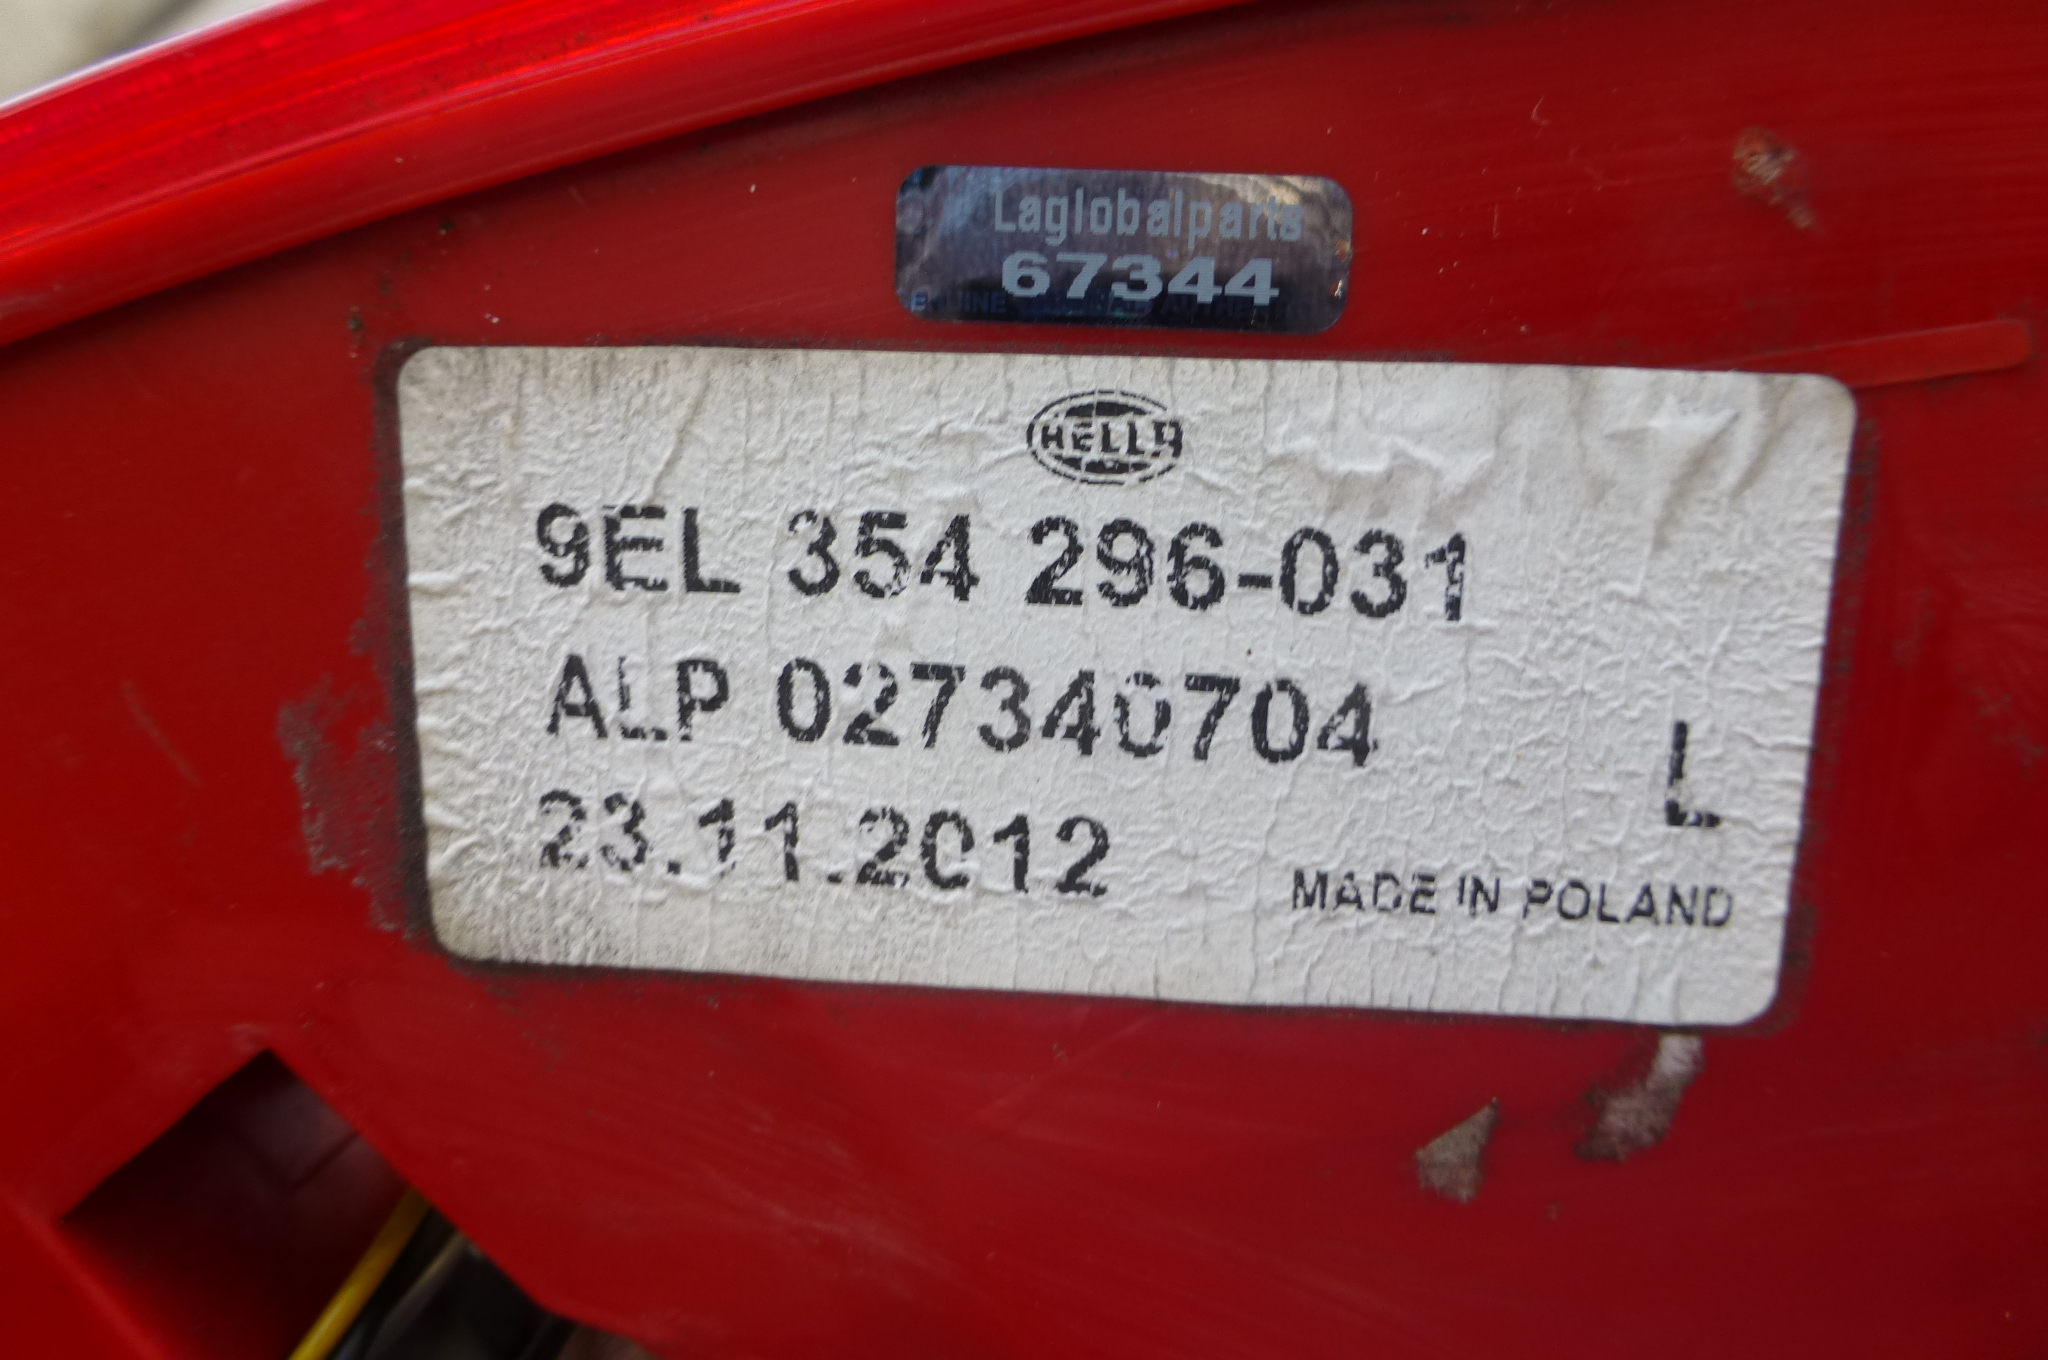 Laglobalparts
67344
HELLA
9EL 354 296-031
ALP 027340704
L
23.11.2012
MADE IN POLAND